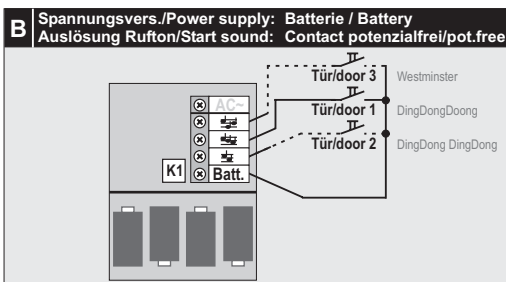 B
Spannungsvers./Power supply: Batterie / Battery
Auslösung Rufton/Start sound: Contact potenzialfrei/pot.free
Tür/door 3 Westminster
AC~
Tür/door 1 DingDongDoong
Tür/door 2 DingDong DingDong
K1 Batt.